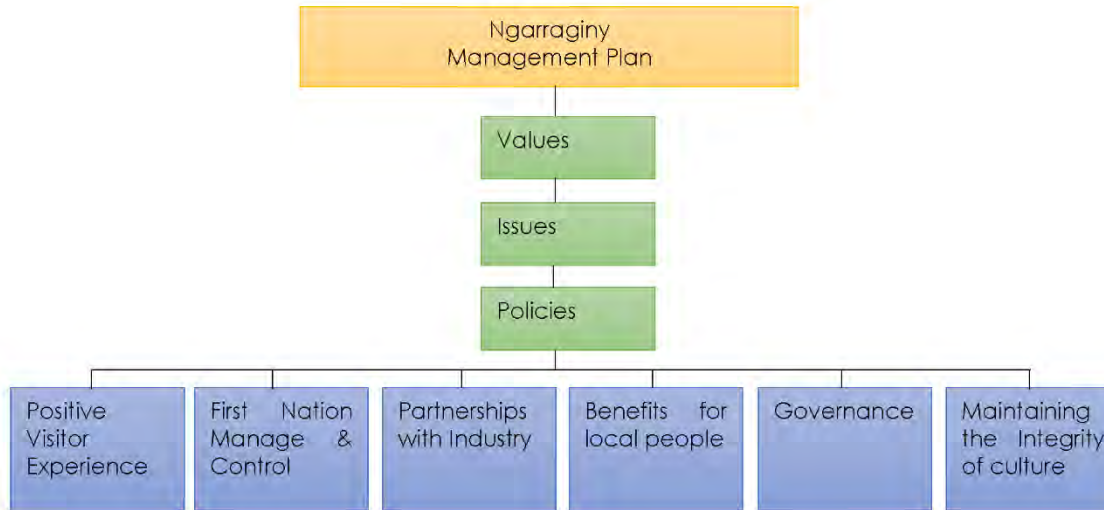 Ngarraginy
Management Plan
Values
Issues
Policies
Positive
Visitor
Experience
First Nation
Manage &
Control
Partnerships
with Industry
Benefits for
local people
Governance
Maintaining
the Integrity
of culture